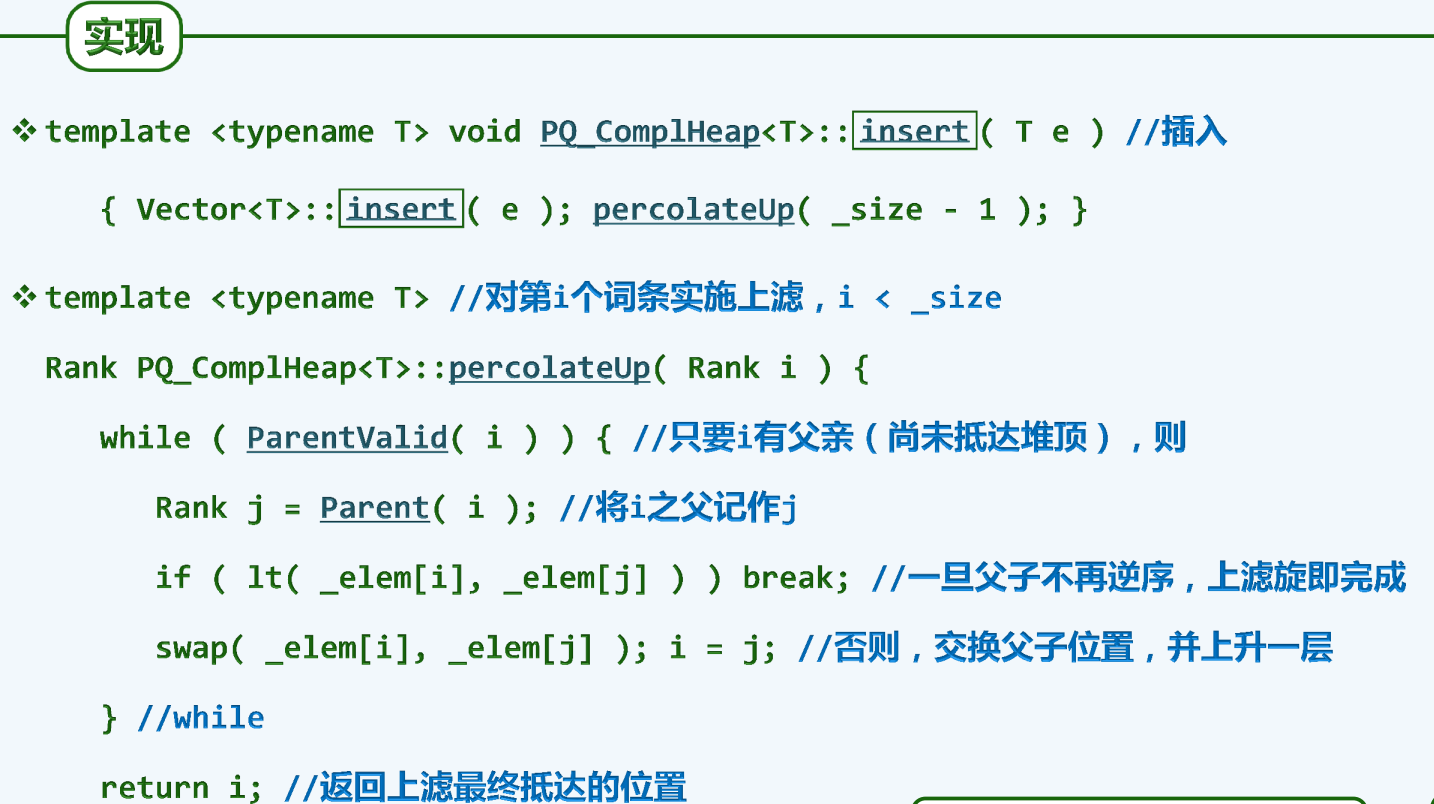 实现
❖ template <typename T> void PQ_ComplHeap<T>::insert( T e ) //插入
{ Vector<T>::insert( e ); percolateUp( _size - 1 ); }
❖ template <typename T> //对第i个词条实施上滤，i < _size
Rank PQ_ComplHeap<T>::percolateUp( Rank i ) {
while ( ParentValid( i ) ) { //只要i有父亲（尚未抵达堆顶），则
Rank j = Parent( i ); //将i之父记作j
if ( lt( _elem[i], _elem[j] ) ) break; //一旦父子不再逆序，上滤旋即完成
swap( _elem[i], _elem[j] ); i = j; //否则，交换父子位置，并上升一层
} //while
return i; //返回上滤最终抵达的位置